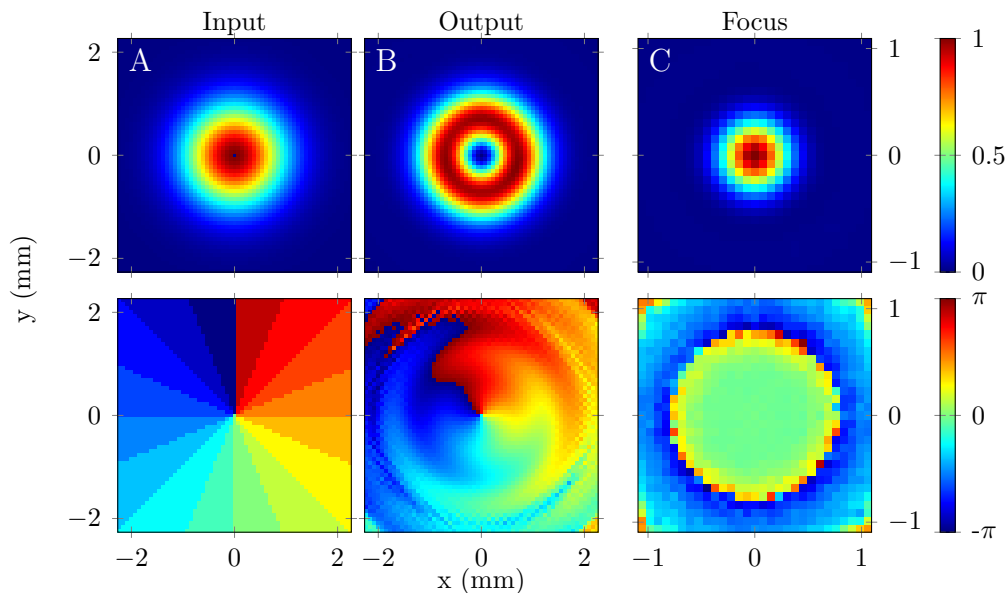 Input Output Focus
A B C
2 1 1
0 0 0.5
−2 −1 0
y (mm)
2 1 π
0 0 0
−2 −1 -π
−2 0 2 −2 0 2 −1 0 1
x (mm)